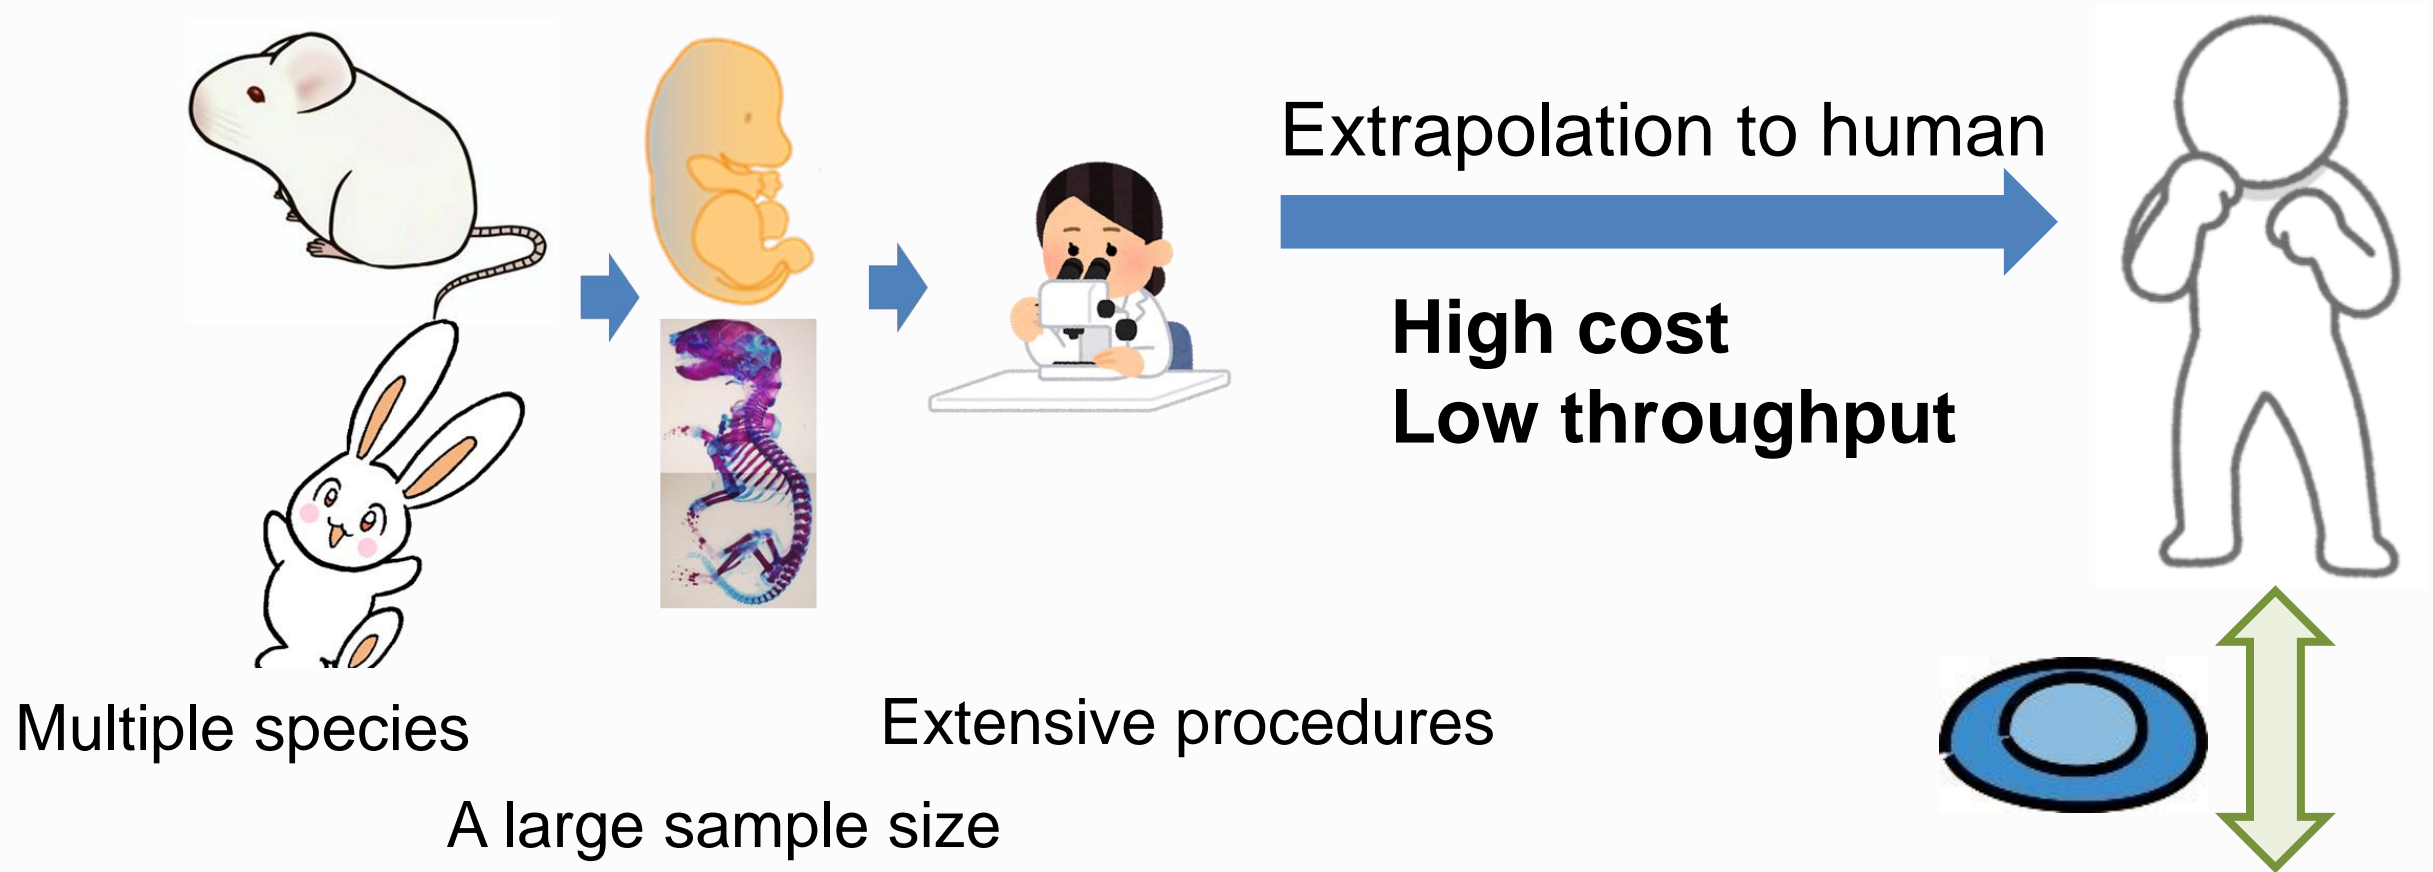 Extrapolation to human
High cost
Low throughput
Multiple species
Extensive procedures
A large sample size